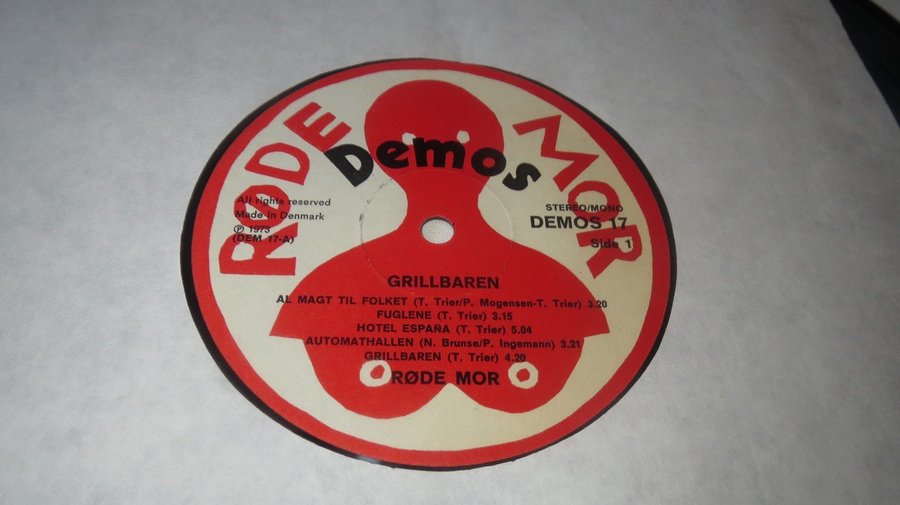 RØDE MOR
Demos
All rights reserved
Made in Denmark
℗ 1973
(DEM 17-A)
STEREO/MONO
DEMOS 17
Side 1
GRILLBAREN
AL MAGT TIL FOLKET (T. Trier/P. Mogensen-T. Trier) 3.20
FUGLENE (T. Trier) 3.15
HOTEL ESPAÑA (T. Trier) 5.04
AUTOMATHALLEN (N. Brunse/P. Ingemann) 3.21
GRILLBAREN (T. Trier) 4.20
RØDE MOR